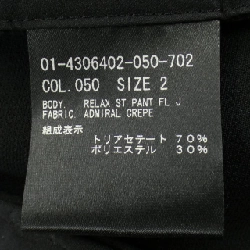 01-4306402-050-702
COL.050 SIZE 2
BODY. RELAX ST PANT FL J
FABRIC. ADMIRAL CREPE
組成表示
トリアセテート 70%
ポリエステル 30%